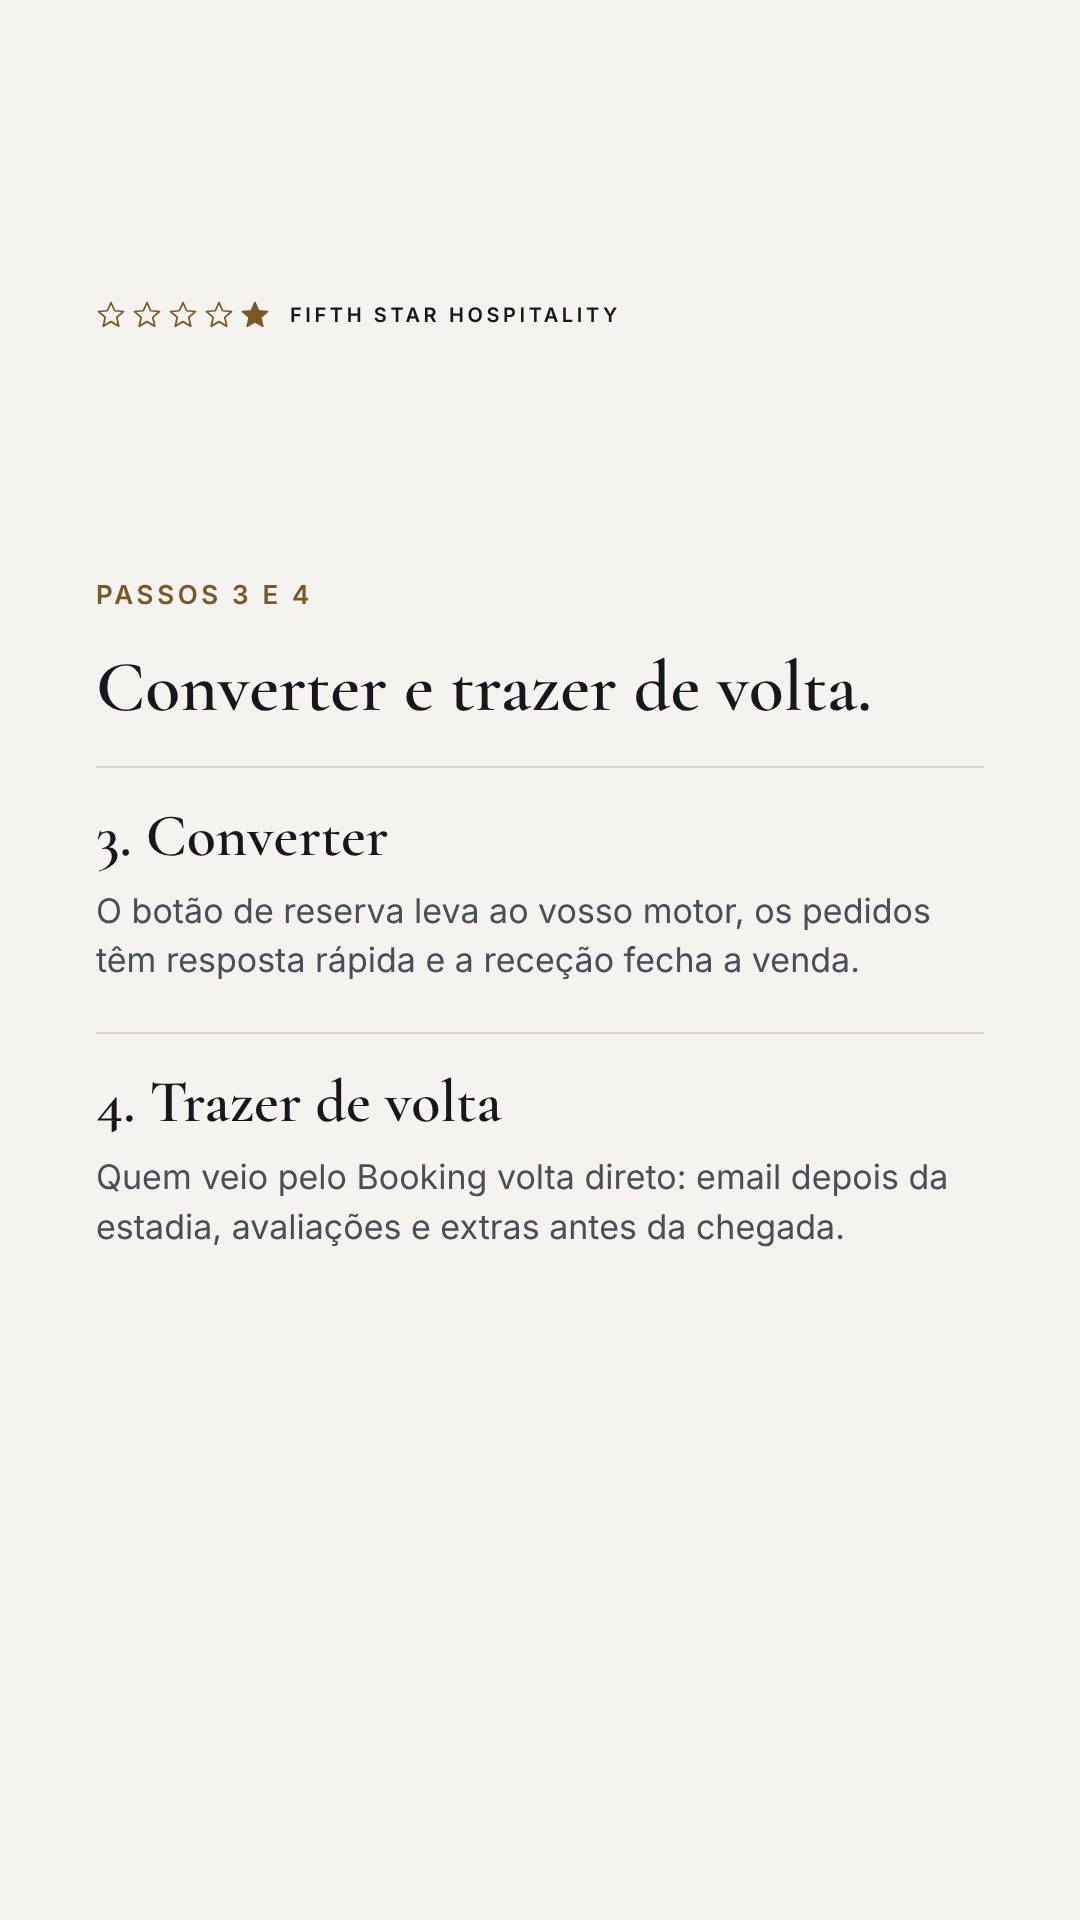 FIFTH STAR HOSPITALITY
PASSOS 3 E 4
Converter e trazer de volta.
3. Converter
O botão de reserva leva ao vosso motor, os pedidos
têm resposta rápida e a receção fecha a venda.
4. Trazer de volta
Quem veio pelo Booking volta direto: email depois da
estadia, avaliações e extras antes da chegada.